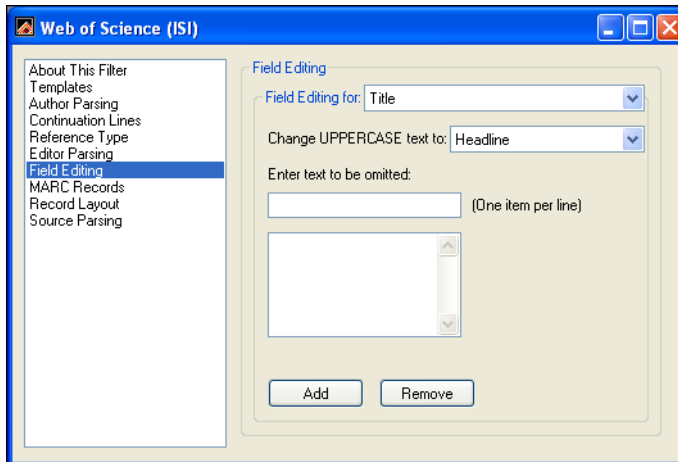 Web of Science (ISI)
About This Filter
Templates
Author Parsing
Continuation Lines
Reference Type
Editor Parsing
Field Editing
MARC Records
Record Layout
Source Parsing
Field Editing
Field Editing for: Title
Change UPPERCASE text to: Headline
Enter text to be omitted:
(One item per line)
Add Remove